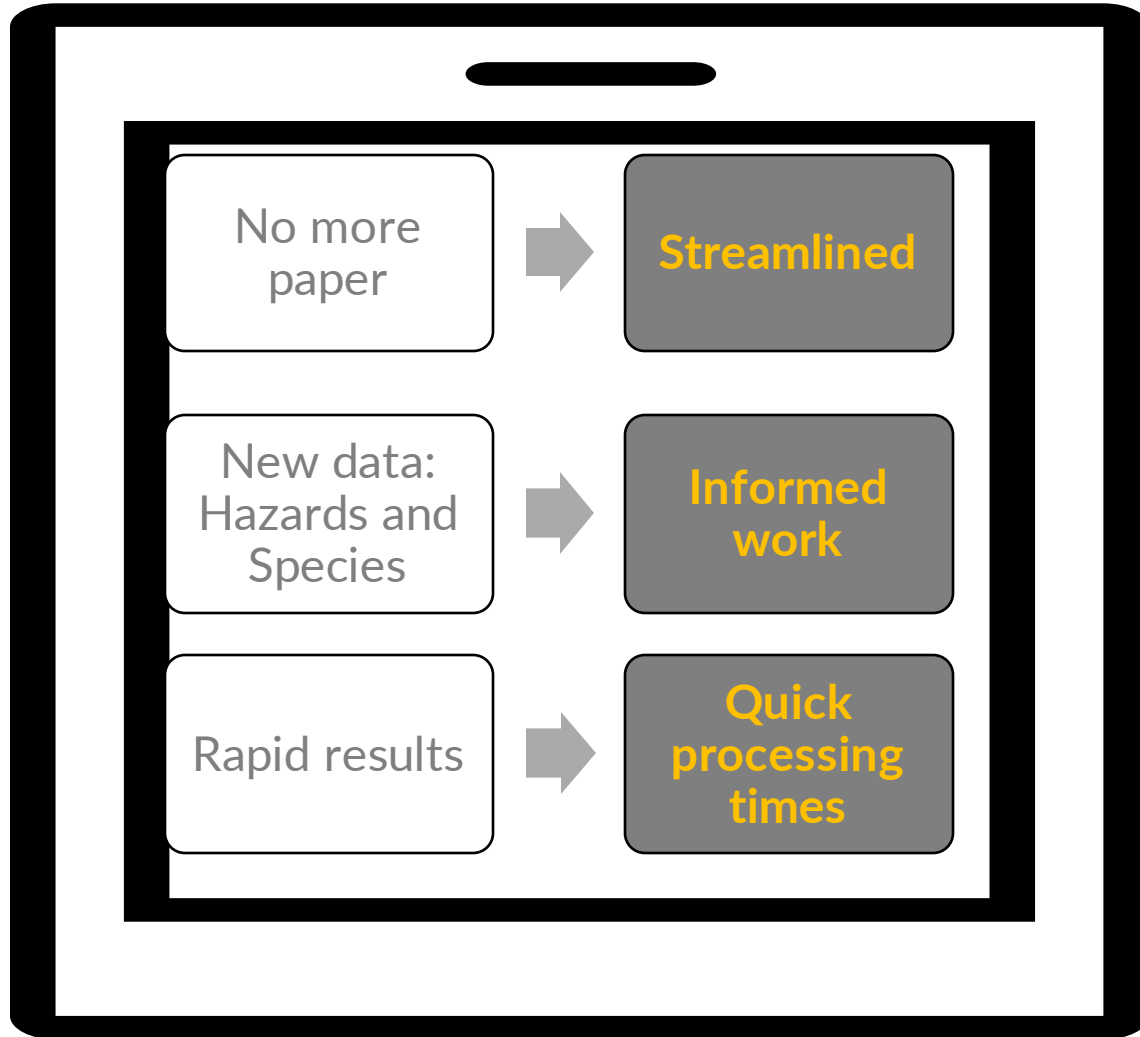 No more
paper
Streamlined
New data:
Hazards and
Species
Informed
work
Rapid results
Quick
processing
times